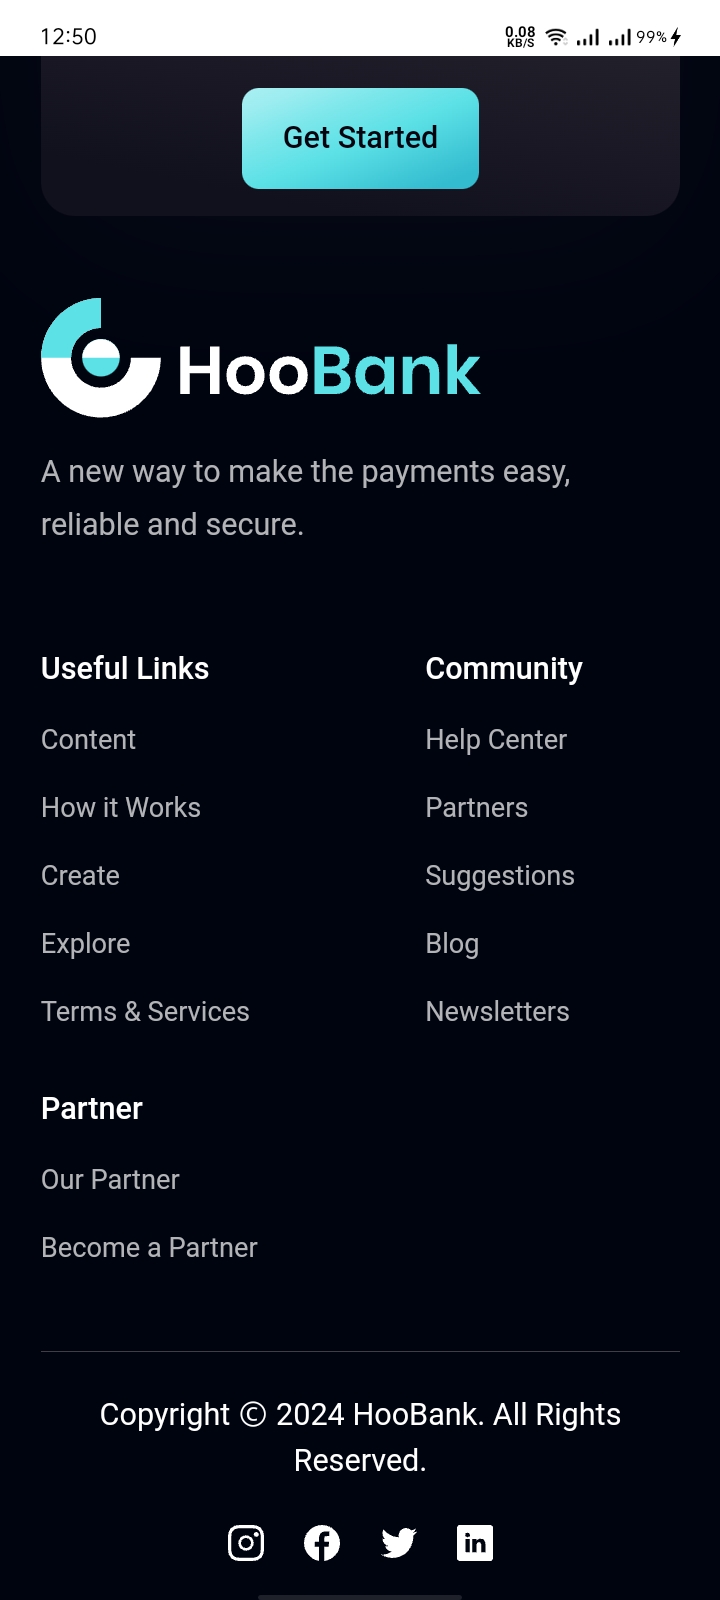 12:50
0.08
KB/S
99%
Get Started
HooBank
A new way to make the payments easy,
reliable and secure.
Useful Links
Content
How it Works
Create
Explore
Terms & Services
Community
Help Center
Partners
Suggestions
Blog
Newsletters
Partner
Our Partner
Become a Partner
Copyright © 2024 HooBank. All Rights
Reserved.